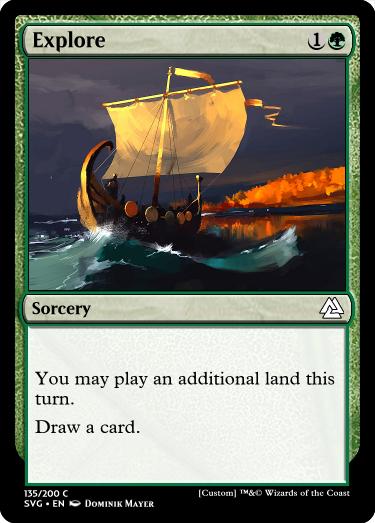 Explore 1
Sorcery
You may play an additional land this
turn.
Draw a card.
135/200 C
SVG • EN Dominik Mayer
[Custom] ™&© Wizards of the Coast